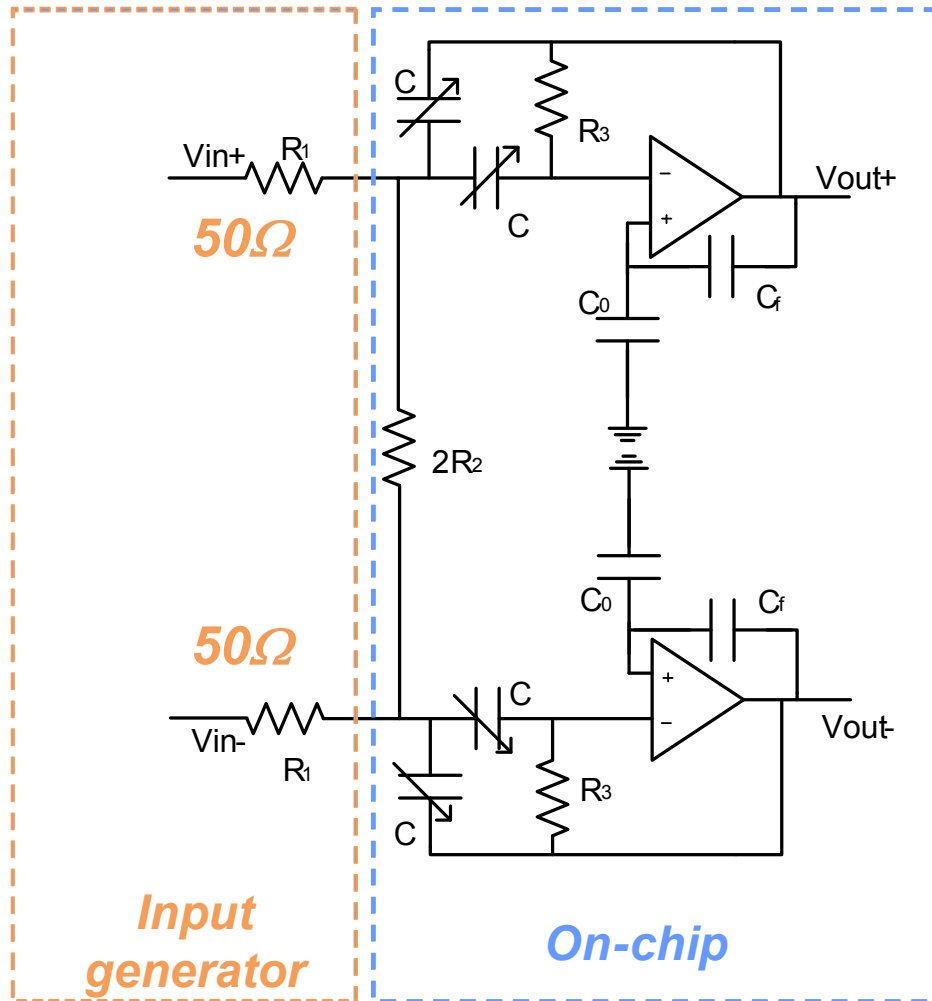 C
R3
Vin+
R1
50Ω
C
Vout+
C0
Cf
2R2
C0
Cf
50Ω
C
Vin-
R1
R3
Vout-
C
Input
generator
On-chip